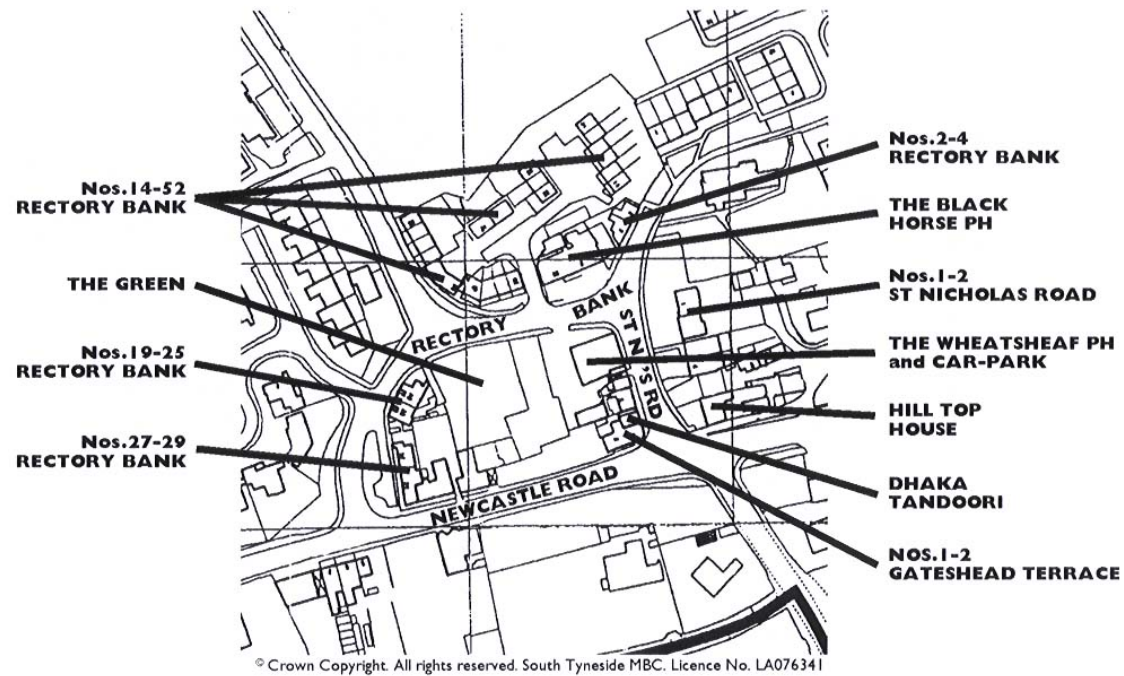 Nos.14-52
RECTORY BANK
THE GREEN
Nos.19-25
RECTORY BANK
Nos.27-29
RECTORY BANK
RECTORY
BANK
ST N'S RD
NEWCASTLE ROAD
Nos.2-4
RECTORY BANK
THE BLACK
HORSE PH
Nos.1-2
ST NICHOLAS ROAD
THE WHEATSHEAF PH
and CAR-PARK
HILL TOP
HOUSE
DHAKA
TANDOORI
NOS.1-2
GATESHEAD TERRACE
© Crown Copyright. All rights reserved. South Tyneside MBC. Licence No. LA076341